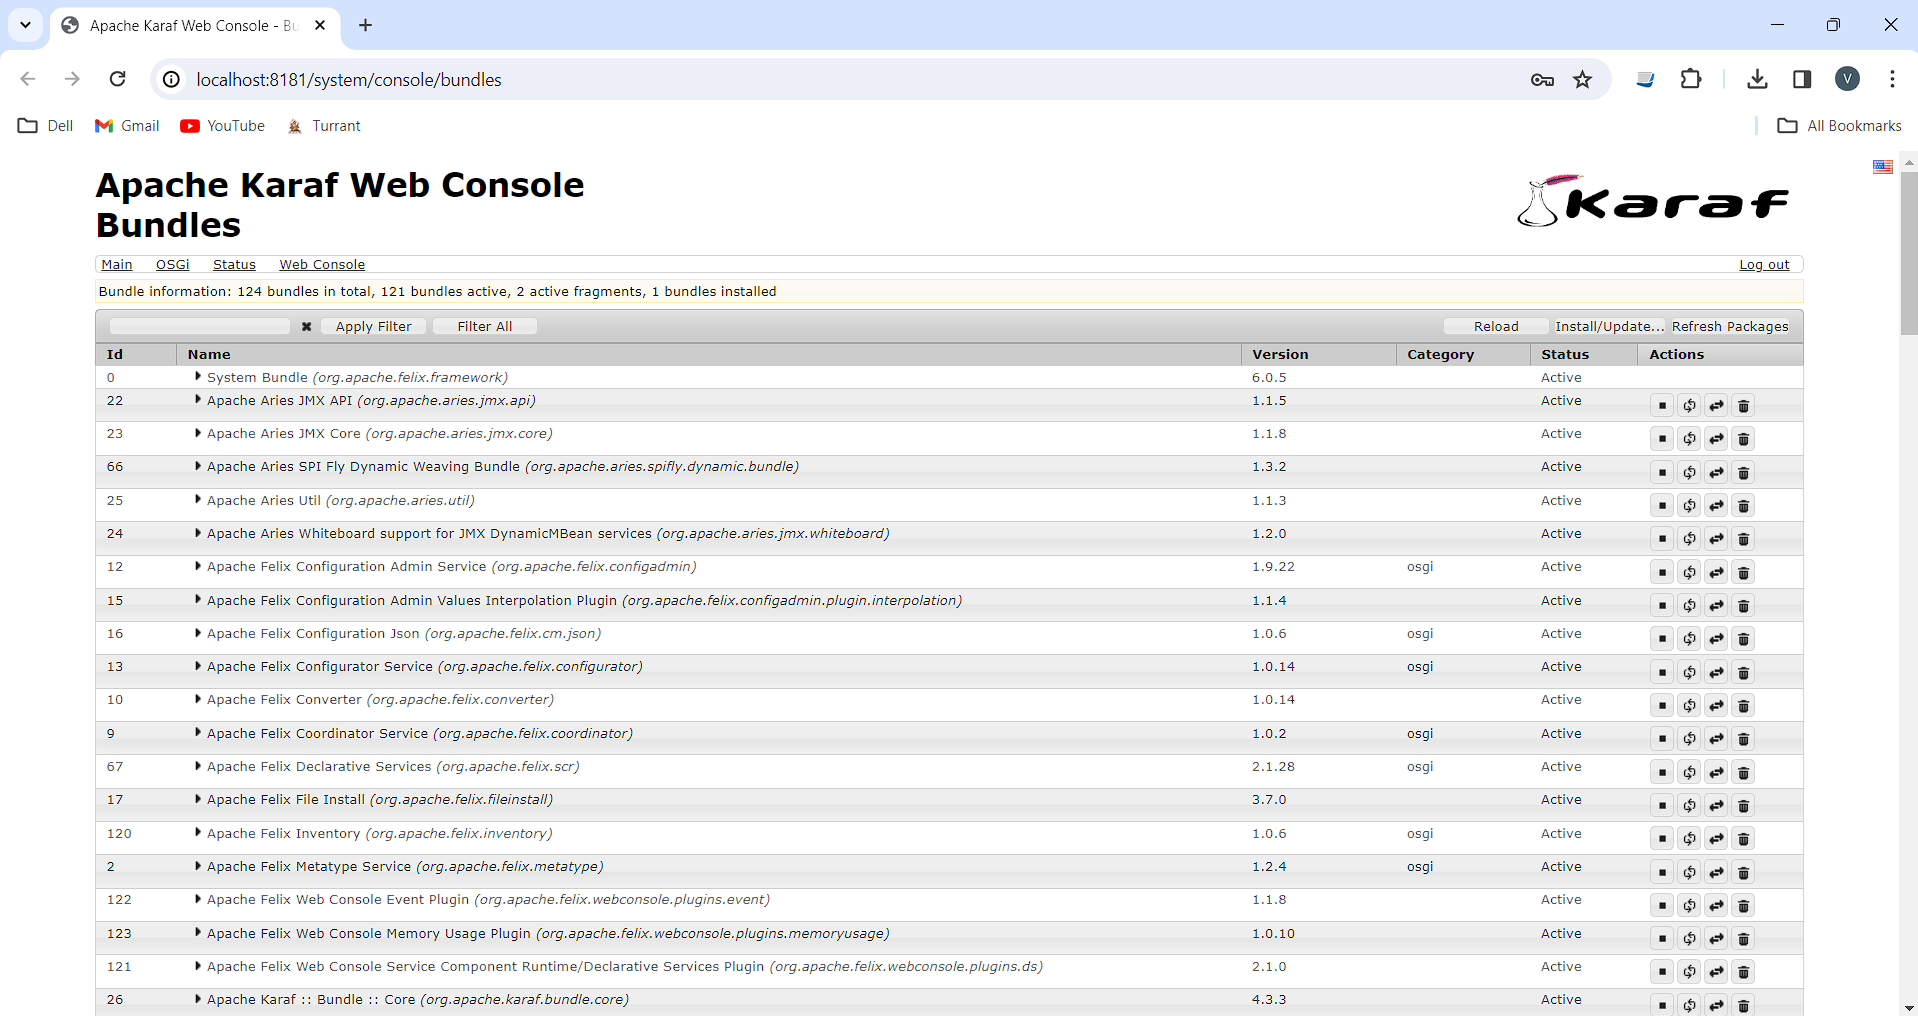 Apache Karaf Web Console - Bu
localhost:8181/system/console/bundles
V
Dell Gmail YouTube Turrant All Bookmarks
Apache Karaf Web Console
Bundles
Karaf
Main OSGi Status Web Console Log out
Bundle information: 124 bundles in total, 121 bundles active, 2 active fragments, 1 bundles installed
Apply Filter Filter All Reload Install/Update... Refresh Packages
Id Name Version Category Status Actions
0 System Bundle (org.apache.felix.framework) 6.0.5 Active
22 Apache Aries JMX API (org.apache.aries.jmx.api) 1.1.5 Active
23 Apache Aries JMX Core (org.apache.aries.jmx.core) 1.1.8 Active
66 Apache Aries SPI Fly Dynamic Weaving Bundle (org.apache.aries.spifly.dynamic.bundle) 1.3.2 Active
25 Apache Aries Util (org.apache.aries.util) 1.1.3 Active
24 Apache Aries Whiteboard support for JMX DynamicMBean services (org.apache.aries.jmx.whiteboard) 1.2.0 Active
12 Apache Felix Configuration Admin Service (org.apache.felix.configadmin) 1.9.22 osgi Active
15 Apache Felix Configuration Admin Values Interpolation Plugin (org.apache.felix.configadmin.plugin.interpolation) 1.1.4 Active
16 Apache Felix Configuration Json (org.apache.felix.cm.json) 1.0.6 osgi Active
13 Apache Felix Configurator Service (org.apache.felix.configurator) 1.0.14 osgi Active
10 Apache Felix Converter (org.apache.felix.converter) 1.0.14 Active
9 Apache Felix Coordinator Service (org.apache.felix.coordinator) 1.0.2 osgi Active
67 Apache Felix Declarative Services (org.apache.felix.scr) 2.1.28 osgi Active
17 Apache Felix File Install (org.apache.felix.fileinstall) 3.7.0 Active
120 Apache Felix Inventory (org.apache.felix.inventory) 1.0.6 osgi Active
2 Apache Felix Metatype Service (org.apache.felix.metatype) 1.2.4 osgi Active
122 Apache Felix Web Console Event Plugin (org.apache.felix.webconsole.plugins.event) 1.1.8 Active
123 Apache Felix Web Console Memory Usage Plugin (org.apache.felix.webconsole.plugins.memoryusage) 1.0.10 Active
121 Apache Felix Web Console Service Component Runtime/Declarative Services Plugin (org.apache.felix.webconsole.plugins.ds) 2.1.0 Active
26 Apache Karaf :: Bundle :: Core (org.apache.karaf.bundle.core) 4.3.3 Active